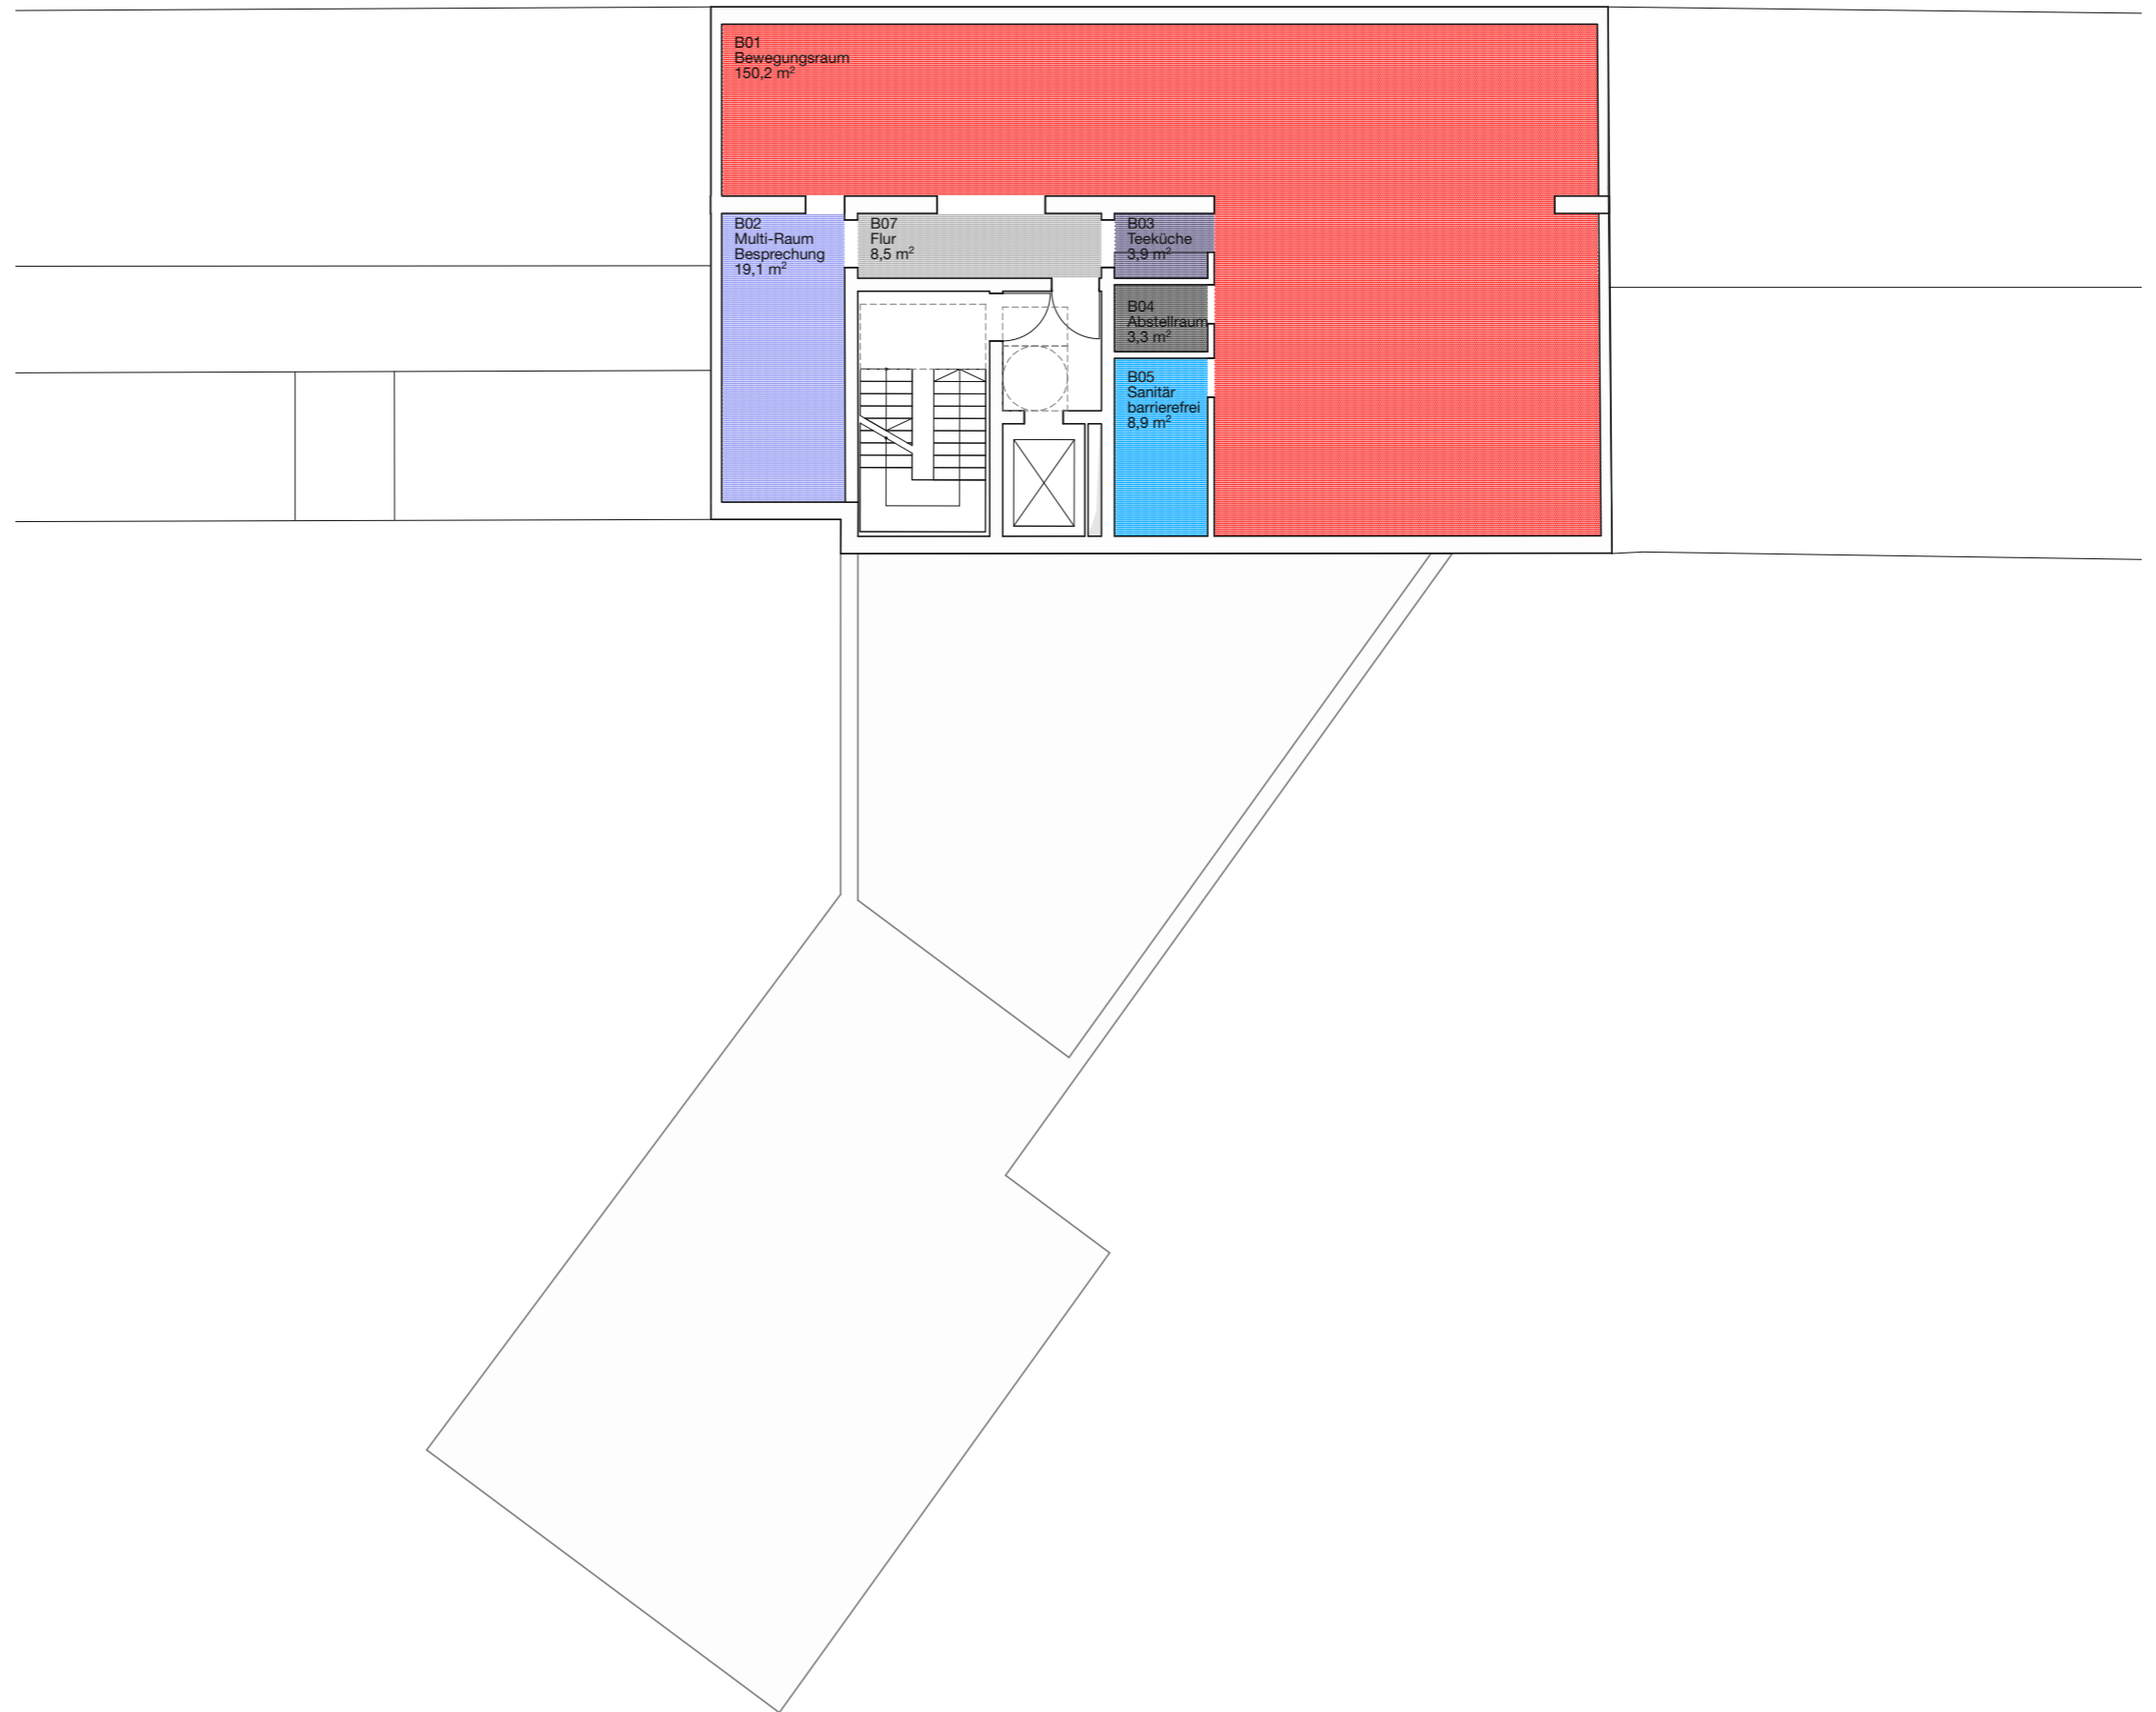 B01
Bewegungsraum
150,2 m²
B02
Multi-Raum
Besprechung
19,1 m²
B07
Flur
8,5 m²
B03
Teeküche
3,9 m²
B04
Abstellraum
3,3 m²
B05
Sanitär
barrierefrei
8,9 m²